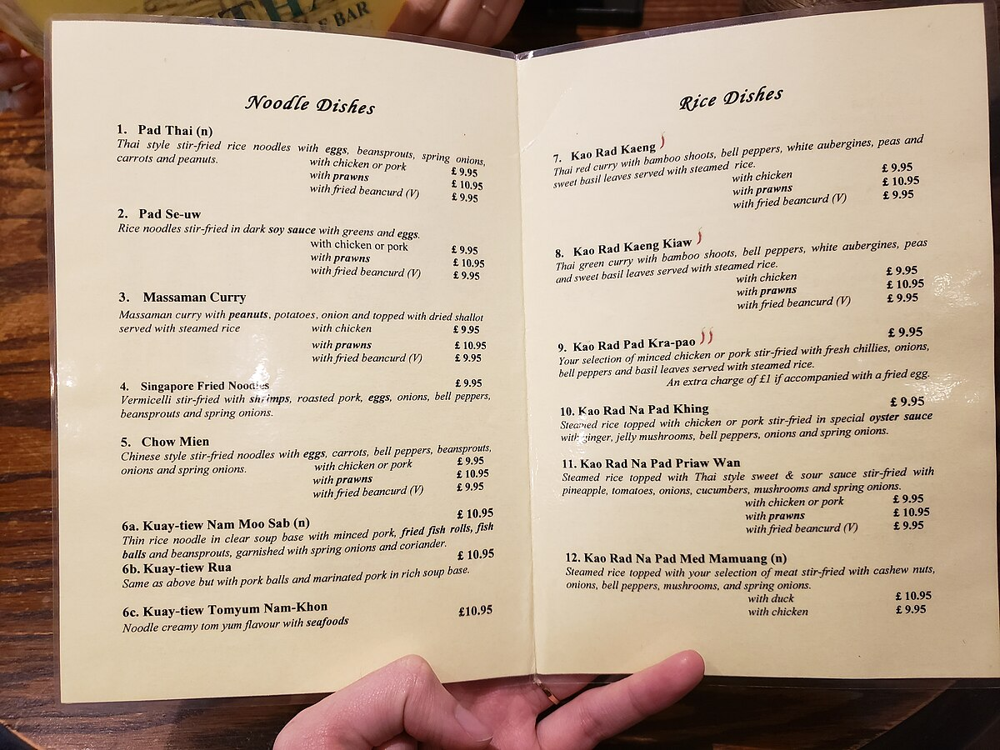 BAR
Noodle Dishes
1. Pad Thai (n)
Thai style stir-fried rice noodles with eggs, beansprouts, spring onions,
carrots and peanuts. with chicken or pork £ 9.95
with prawns £ 10.95
with fried beancurd (V) £ 9.95
2. Pad Se-uw
Rice noodles stir-fried in dark soy sauce with greens and eggs.
with chicken or pork £ 9.95
with prawns £ 10.95
with fried beancurd (V) £ 9.95
3. Massaman Curry
Massaman curry with peanuts, potatoes, onion and topped with dried shallot
served with steamed rice with chicken £ 9.95
with prawns £ 10.95
with fried beancurd (V) £ 9.95
4. Singapore Fried Noodles £ 9.95
Vermicelli stir-fried with shrimps, roasted pork, eggs, onions, bell peppers,
beansprouts and spring onions.
5. Chow Mien
Chinese style stir-fried noodles with eggs, carrots, bell peppers, beansprouts,
onions and spring onions. with chicken or pork £ 9.95
with prawns £ 10.95
with fried beancurd (V) £ 9.95
6a. Kuay-tiew Nam Moo Sab (n) £ 10.95
Thin rice noodle in clear soup base with minced pork, fried fish rolls, fish
balls and beansprouts, garnished with spring onions and coriander.
6b. Kuay-tiew Rua £ 10.95
Same as above but with pork balls and marinated pork in rich soup base.
6c. Kuay-tiew Tomyum Nam-Khon £10.95
Noodle creamy tom yum flavour with seafoods
Rice Dishes
7. Kao Rad Kaeng
Thai red curry with bamboo shoots, bell peppers, white aubergines, peas and
sweet basil leaves served with steamed rice.
with chicken £ 9.95
with prawns £ 10.95
with fried beancurd (V) £ 9.95
8. Kao Rad Kaeng Kiaw
Thai green curry with bamboo shoots, bell peppers, white aubergines, peas
and sweet basil leaves served with steamed rice.
with chicken £ 9.95
with prawns £ 10.95
with fried beancurd (V) £ 9.95
9. Kao Rad Pad Kra-pao £ 9.95
Your selection of minced chicken or pork stir-fried with fresh chillies, onions,
bell peppers and basil leaves served with steamed rice.
An extra charge of £1 if accompanied with a fried egg.
10. Kao Rad Na Pad Khing £ 9.95
Steamed rice topped with chicken or pork stir-fried in special oyster sauce
with ginger, jelly mushrooms, bell peppers, onions and spring onions.
11. Kao Rad Na Pad Priaw Wan
Steamed rice topped with Thai style sweet & sour sauce stir-fried with
pineapple, tomatoes, onions, cucumbers, mushrooms and spring onions.
with chicken or pork £ 9.95
with prawns £ 10.95
with fried beancurd (V) £ 9.95
12. Kao Rad Na Pad Med Mamuang (n)
Steamed rice topped with your selection of meat stir-fried with cashew nuts,
onions, bell peppers, mushrooms, and spring onions.
with duck £ 10.95
with chicken £ 9.95